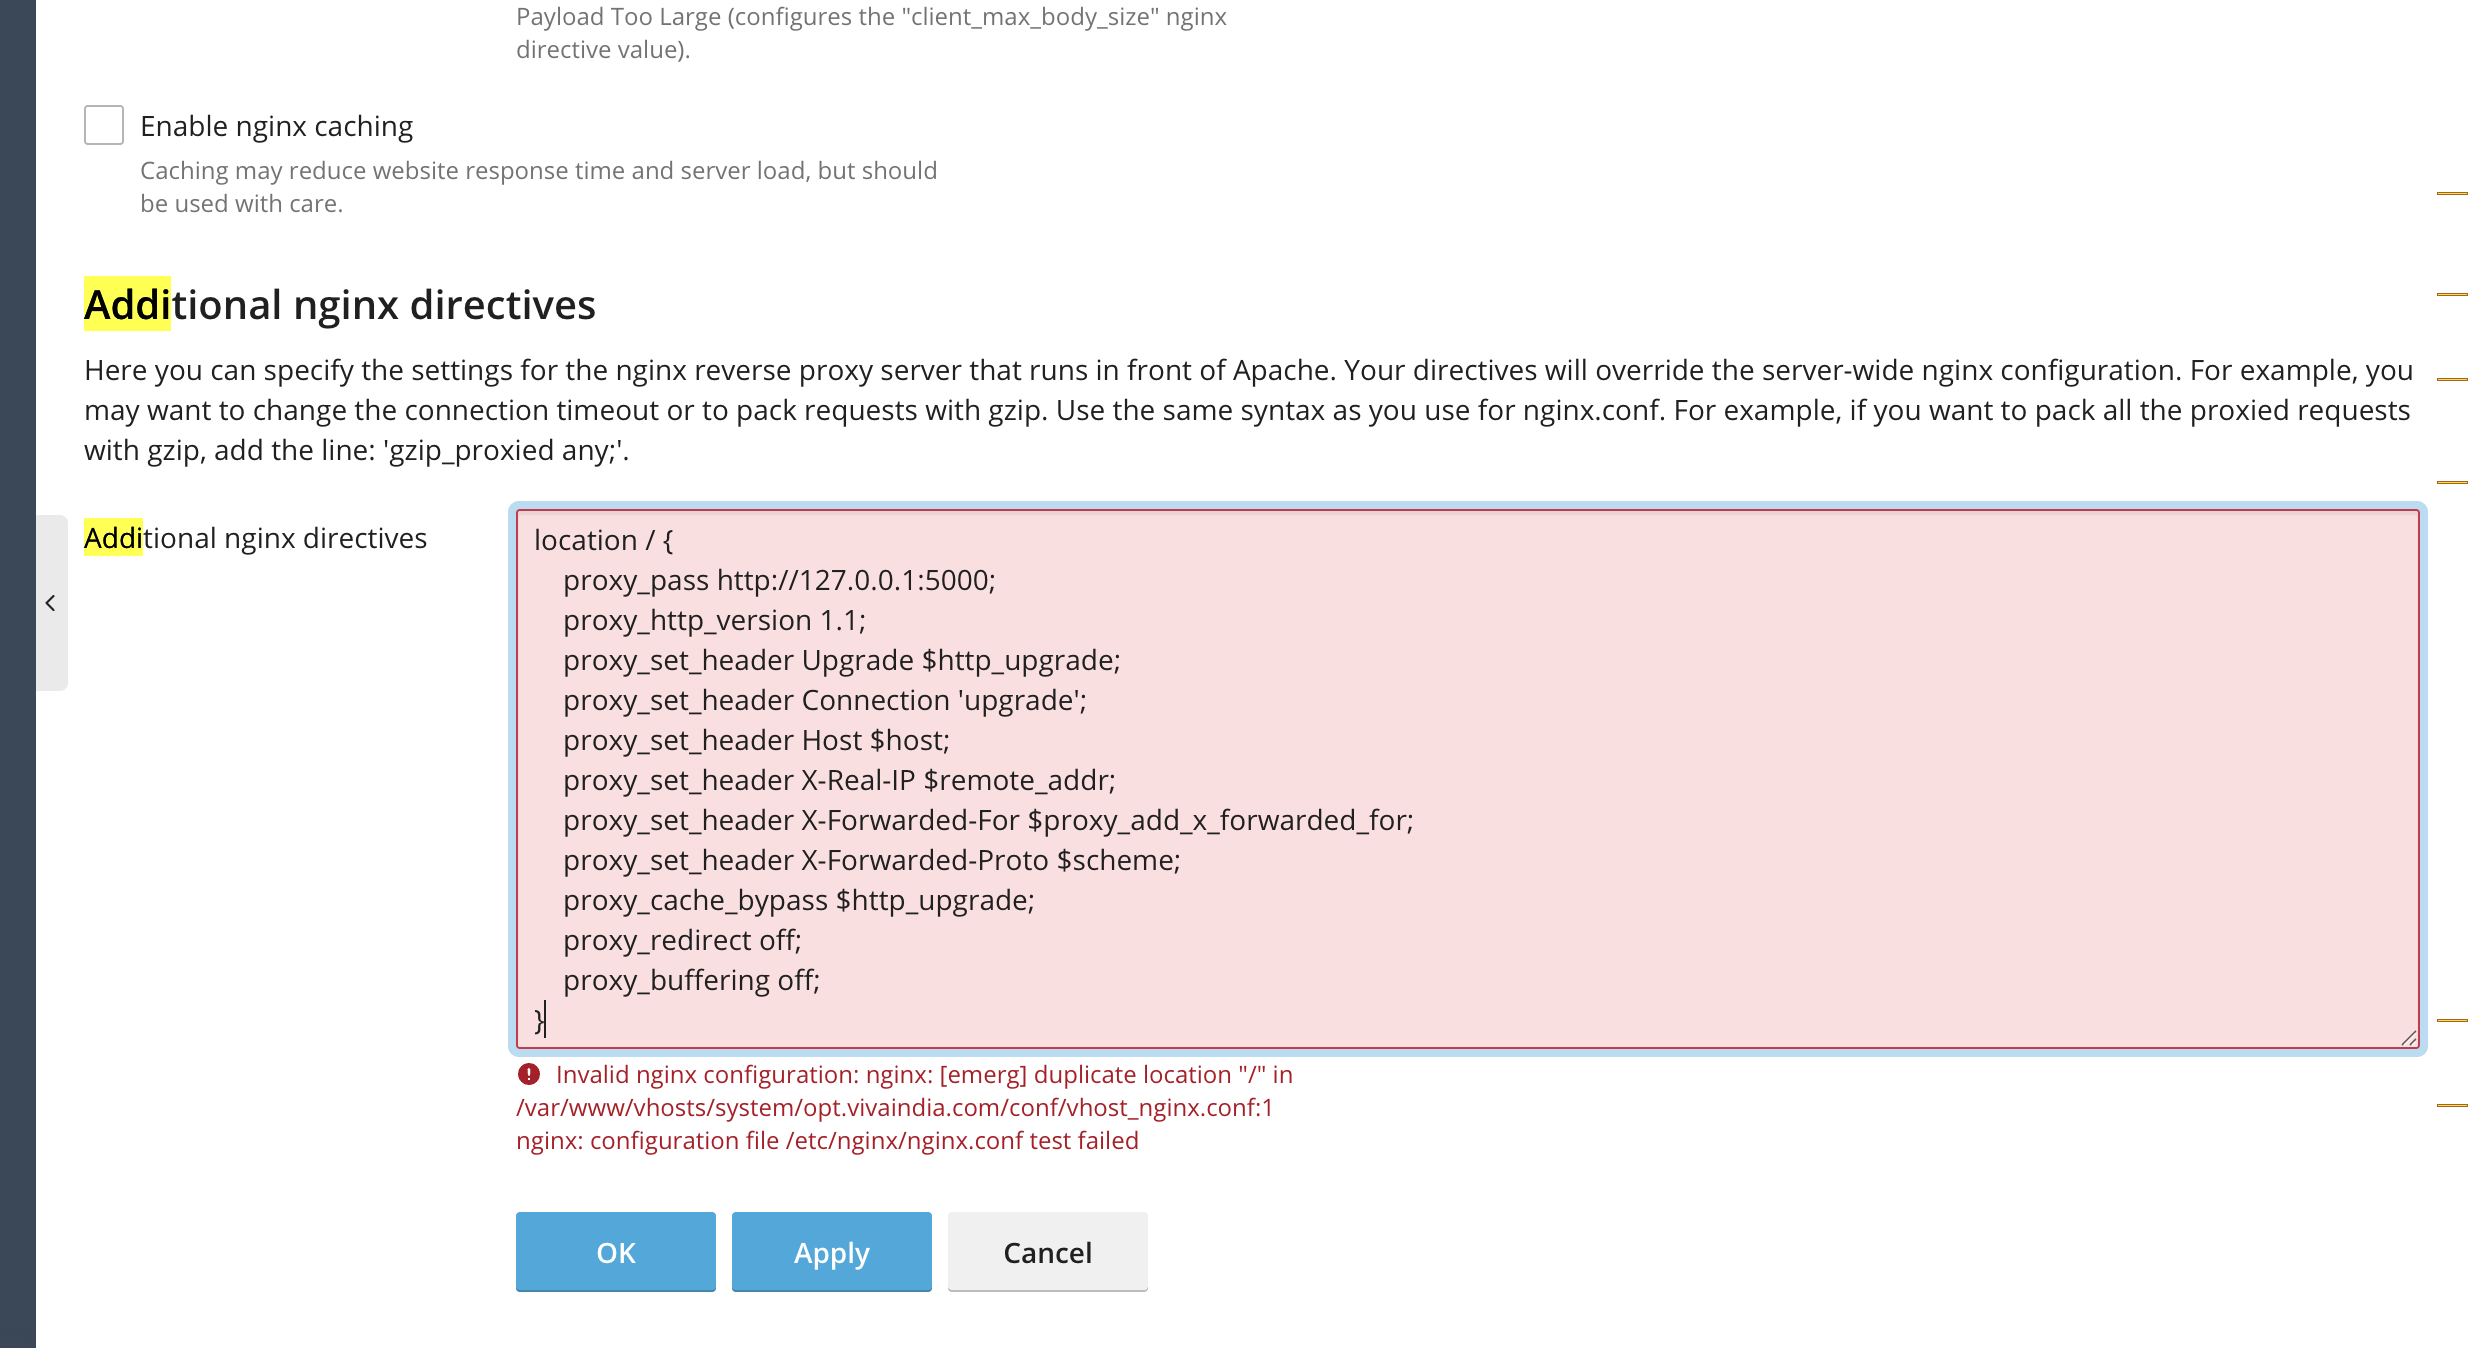 Payload Too Large (configures the "client_max_body_size" nginx
directive value).
Enable nginx caching
Caching may reduce website response time and server load, but should
be used with care.
Additional nginx directives
Here you can specify the settings for the nginx reverse proxy server that runs in front of Apache. Your directives will override the server-wide nginx configuration. For example, you
may want to change the connection timeout or to pack requests with gzip. Use the same syntax as you use for nginx.conf. For example, if you want to pack all the proxied requests
with gzip, add the line: 'gzip_proxied any;'.
Additional nginx directives
location / {
    proxy_pass http://127.0.0.1:5000;
    proxy_http_version 1.1;
    proxy_set_header Upgrade $http_upgrade;
    proxy_set_header Connection 'upgrade';
    proxy_set_header Host $host;
    proxy_set_header X-Real-IP $remote_addr;
    proxy_set_header X-Forwarded-For $proxy_add_x_forwarded_for;
    proxy_set_header X-Forwarded-Proto $scheme;
    proxy_cache_bypass $http_upgrade;
    proxy_redirect off;
    proxy_buffering off;
}
Invalid nginx configuration: nginx: [emerg] duplicate location "/" in
/var/www/vhosts/system/opt.vivaindia.com/conf/vhost_nginx.conf:1
nginx: configuration file /etc/nginx/nginx.conf test failed
OK
Apply
Cancel